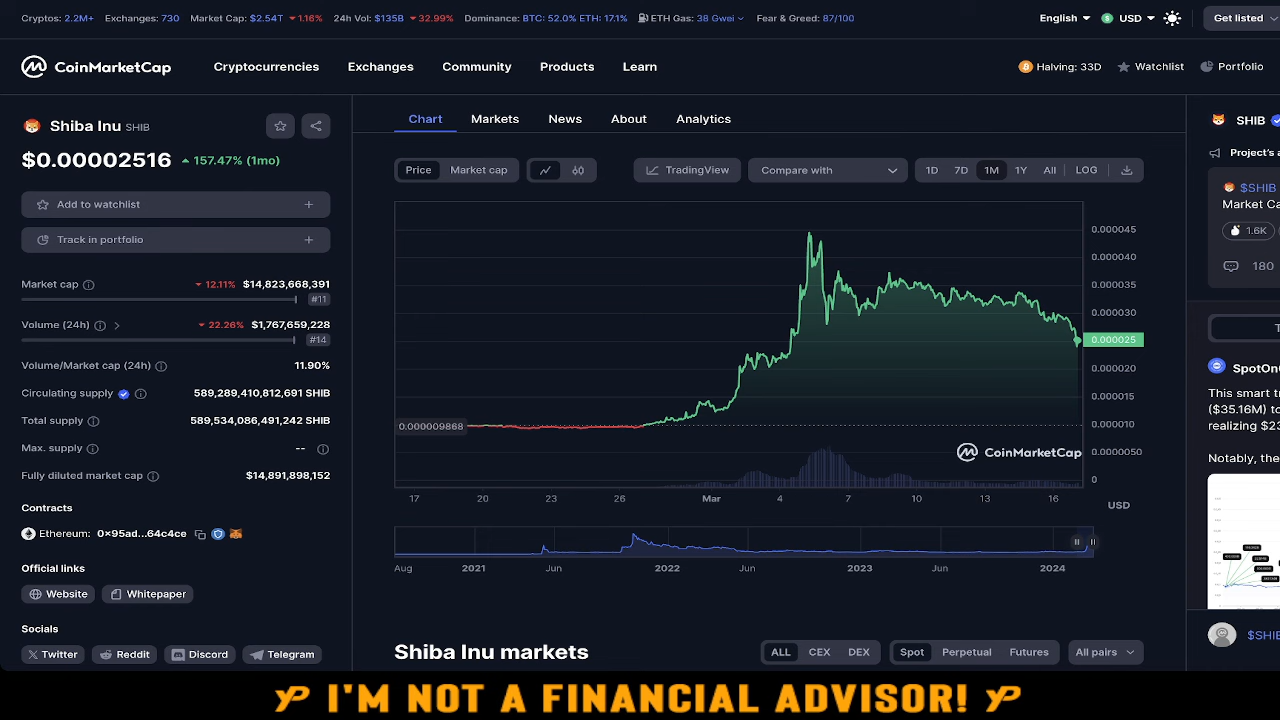 Cryptos: 2.2M+ Exchanges: 730 Market Cap: $2.54T 1.16% 24h Vol: $135B 32.99% Dominance: BTC: 52.0% ETH: 17.1% ETH Gas: 38 Gwei Fear & Greed: 87/100
English USD Get listed
CoinMarketCap Cryptocurrencies Exchanges Community Products Learn
Halving: 33D Watchlist Portfolio
Shiba Inu SHIB
$0.00002516 157.47% (1mo)
Add to watchlist +
Track in portfolio +
Market cap 12.11% $14,823,668,391
#11
Volume (24h) 22.26% $1,767,659,228
#14
Volume/Market cap (24h) 11.90%
Circulating supply 589,289,410,812,691 SHIB
Total supply 589,534,086,491,242 SHIB
Max. supply --
Fully diluted market cap $14,891,898,152
Contracts
Ethereum: 0x95ad...64c4ce
Official links
Website Whitepaper
Socials
Twitter Reddit Discord Telegram
Chart Markets News About Analytics
Price Market cap TradingView Compare with 1D 7D 1M 1Y All LOG
0.000045
0.000040
0.000035
0.000030
0.000025
0.000020
0.000015
0.000010
0.0000050
0
0.000009868
CoinMarketCap
17 20 23 26 Mar 4 7 10 13 16
USD
Aug 2021 Jun 2022 Jun 2023 Jun 2024
Shiba Inu markets
ALL CEX DEX Spot Perpetual Futures All pairs
SHIB
Project's a
$SHIB
Market Ca
1.6K
180
SpotOn
This smart tr
($35.16M) to
realizing $23
Notably, the
$SHIB
YP I'M NOT A FINANCIAL ADVISOR! YP